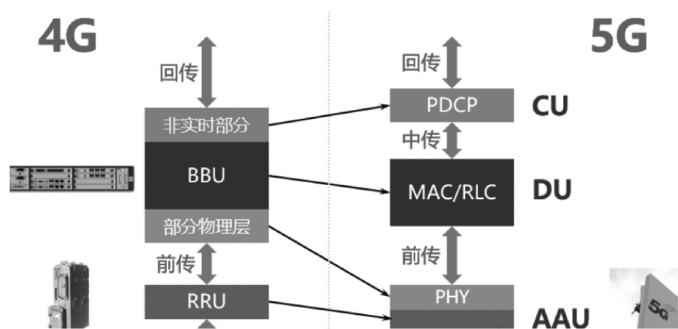 4G
5G
回传
回传
非实时部分
PDCP
CU
中传
BBU
MAC/RLC
DU
部分物理层
前传
前传
RRU
PHY
AAU
5G